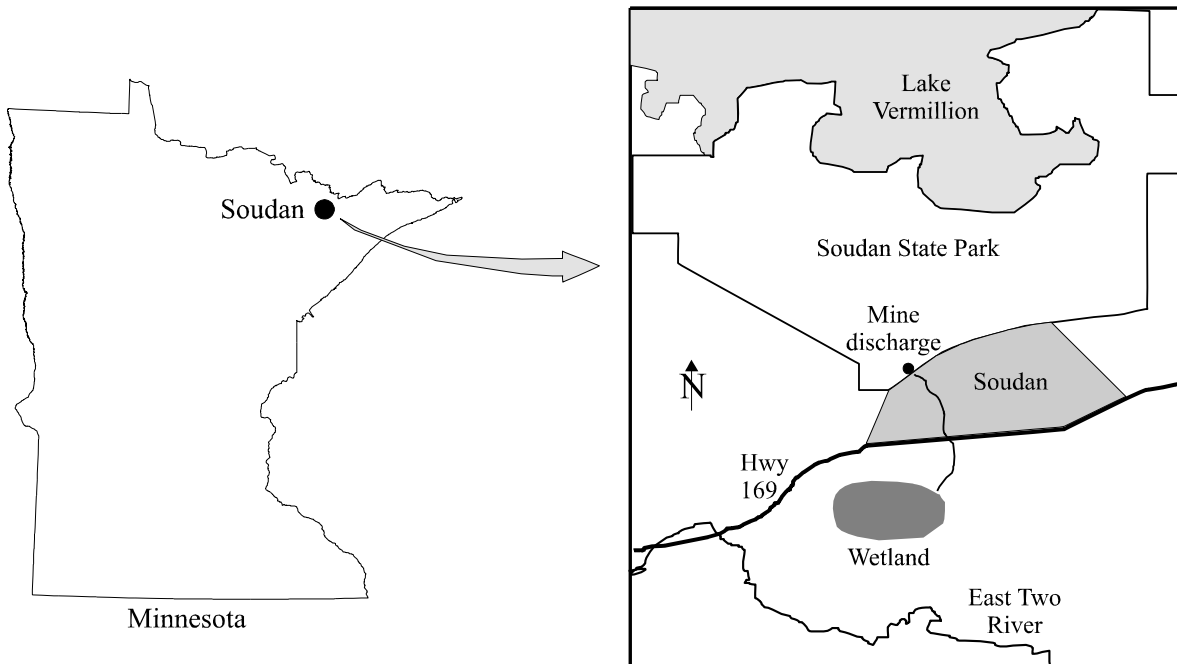 Soudan
Minnesota
Lake
Vermillion
Soudan State Park
Mine
discharge
Soudan
N
Hwy
169
Wetland
East Two
River